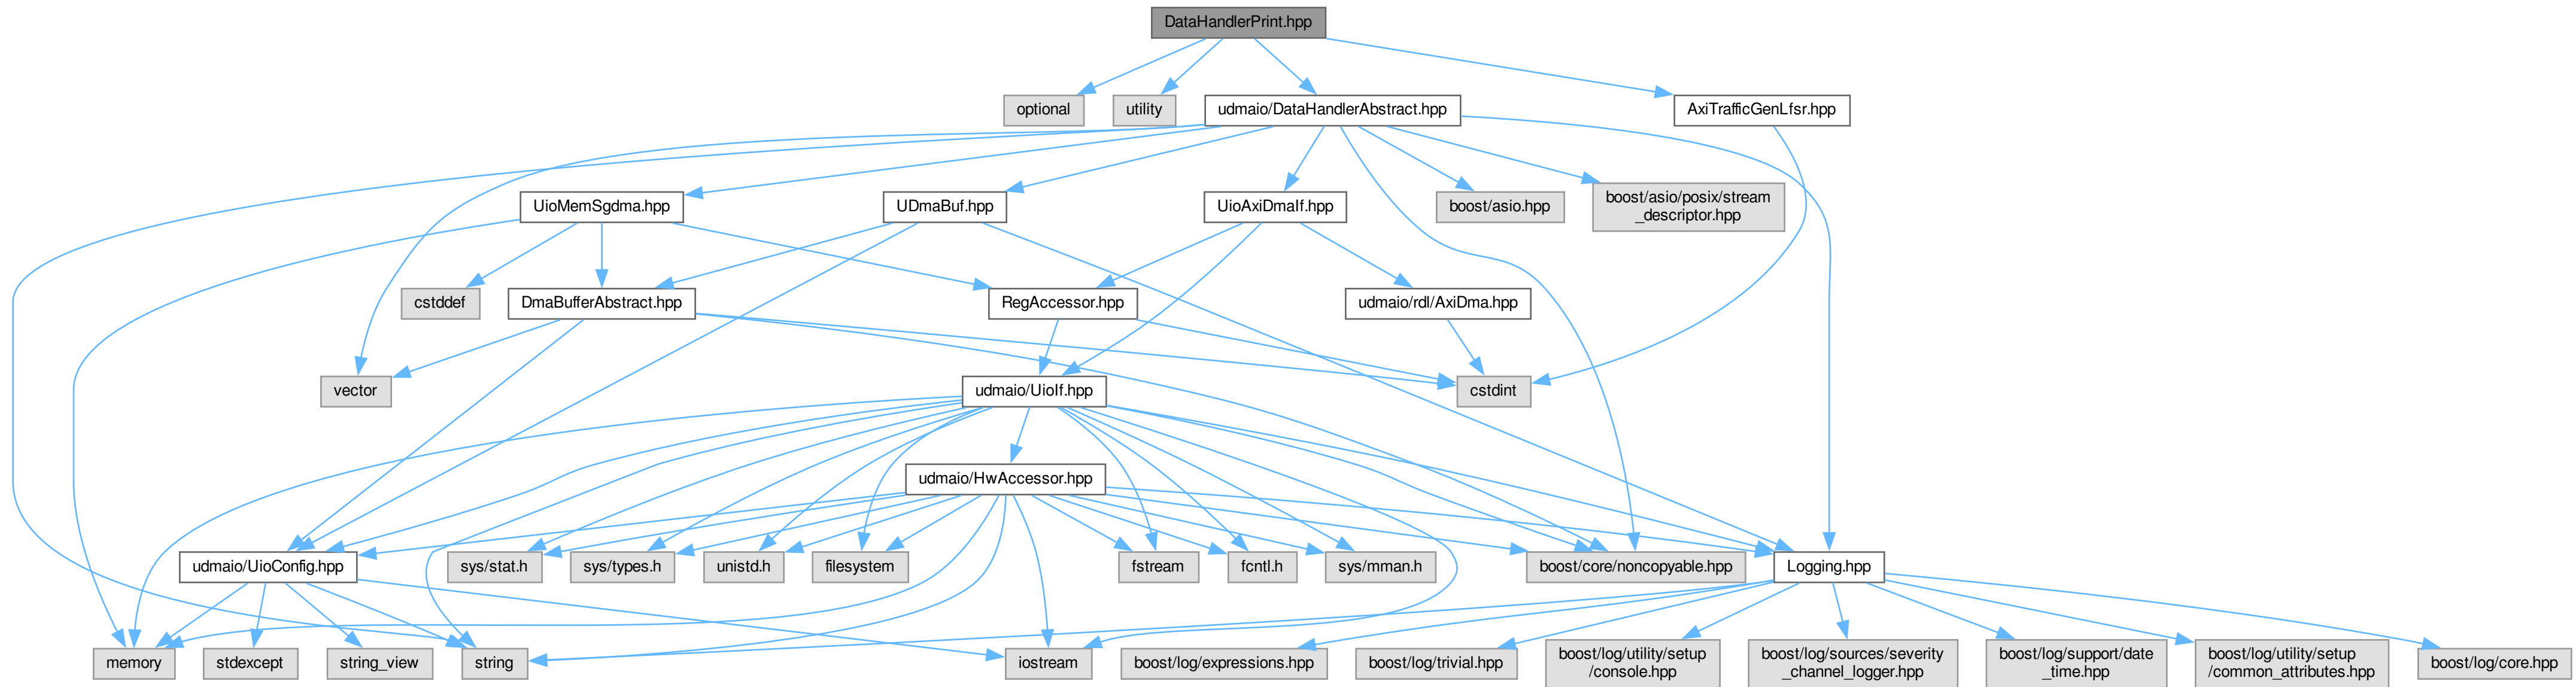 DataHandlerPrint.hpp
optional
utility
udmaio/DataHandlerAbstract.hpp
AxiTrafficGenLfsr.hpp
UioMemSgdma.hpp
UDmaBuf.hpp
UioAxiDmaIf.hpp
boost/asio.hpp
boost/asio/posix/stream
_descriptor.hpp
cstddef
DmaBufferAbstract.hpp
RegAccessor.hpp
udmaio/rdl/AxiDma.hpp
vector
udmaio/UioIf.hpp
cstdint
udmaio/HwAccessor.hpp
udmaio/UioConfig.hpp
sys/stat.h
sys/types.h
unistd.h
filesystem
fstream
fcntl.h
sys/mman.h
boost/core/noncopyable.hpp
Logging.hpp
memory
stdexcept
string_view
string
iostream
boost/log/expressions.hpp
boost/log/trivial.hpp
boost/log/utility/setup
/console.hpp
boost/log/sources/severity
_channel_logger.hpp
boost/log/support/date
_time.hpp
boost/log/utility/setup
/common_attributes.hpp
boost/log/core.hpp